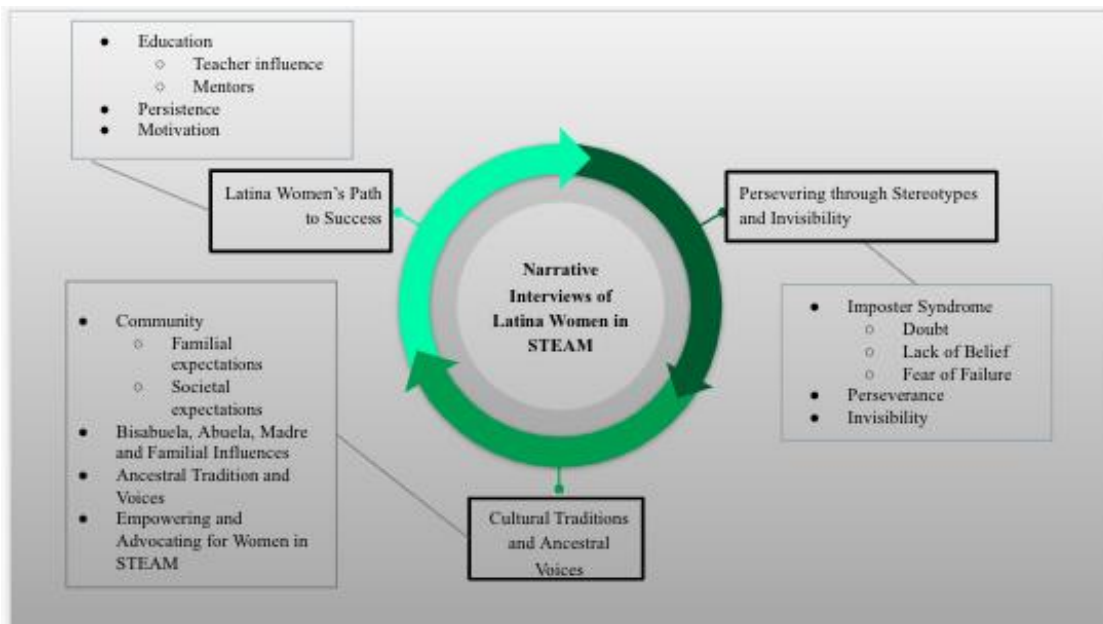 ● Education
○ Teacher influence
○ Mentors
● Persistence
● Motivation
Latina Women's Path
to Success
Persevering through Stereotypes
and Invisibility
Narrative
Interviews of
Latina Women in
STEAM
● Community
○ Familial
expectations
○ Societal
expectations
● Bisabuela, Abuela, Madre
and Familial Influences
● Ancestral Tradition and
Voices
● Empowering and
Advocating for Women in
STEAM
● Imposter Syndrome
○ Doubt
○ Lack of Belief
○ Fear of Failure
● Perseverance
● Invisibility
Cultural Traditions
and Ancestral
Voices